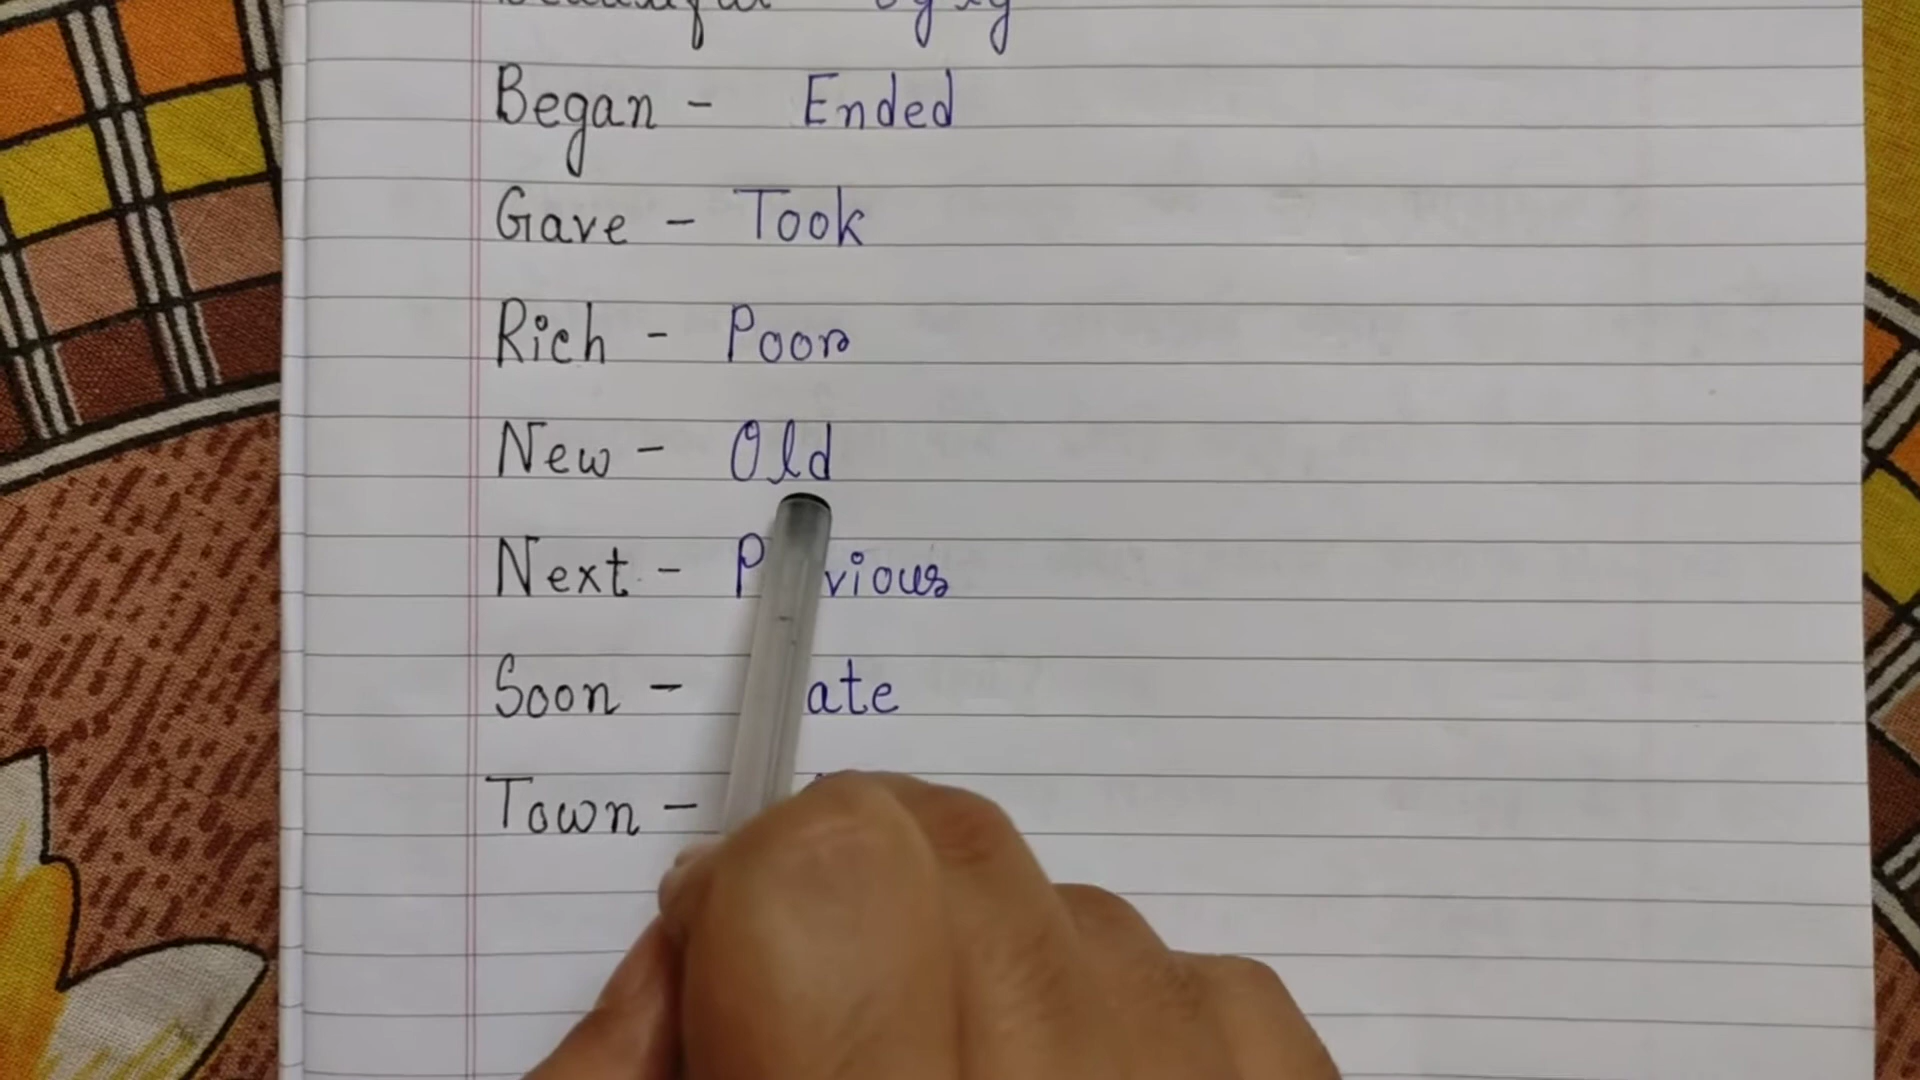 Began - Ended
Gave - Took
Rich - Poor
New - Old
Next -
Soon -
Town -